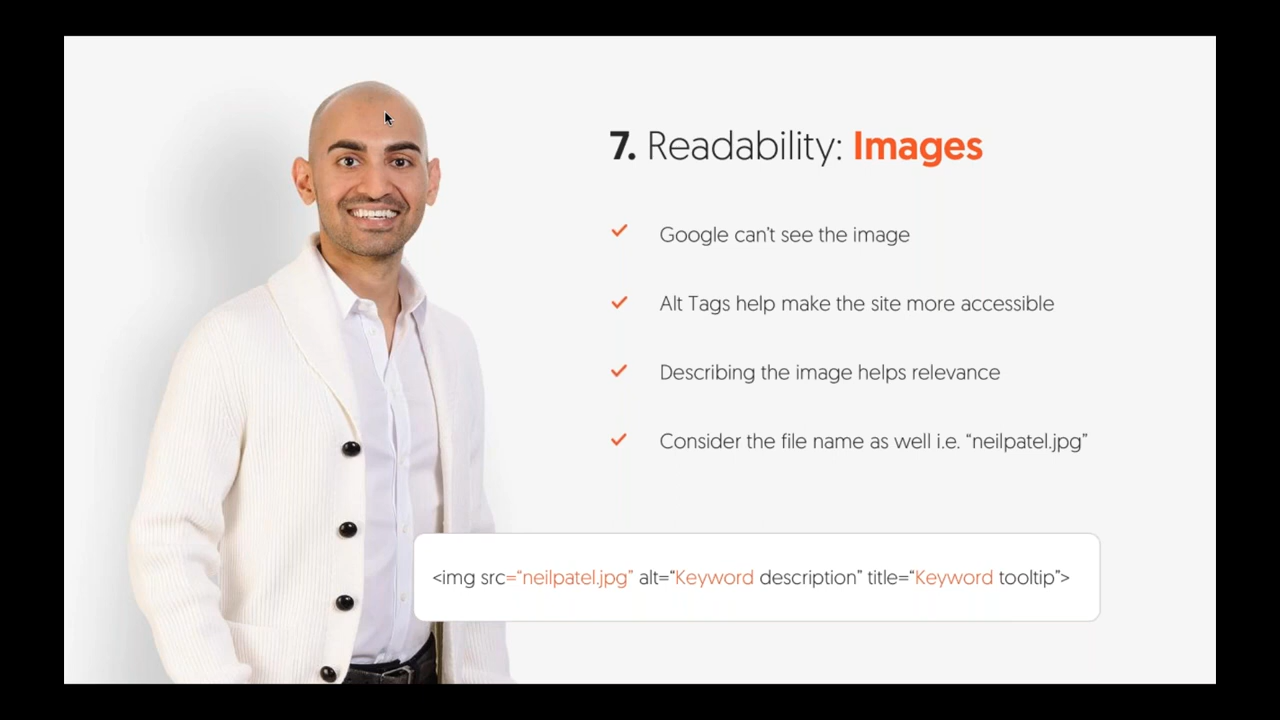 7. Readability: Images
Google can't see the image
Alt Tags help make the site more accessible
Describing the image helps relevance
Consider the file name as well i.e. “neilpatel.jpg”
<img src=“neilpatel.jpg” alt=“Keyword description” title=“Keyword tooltip”>